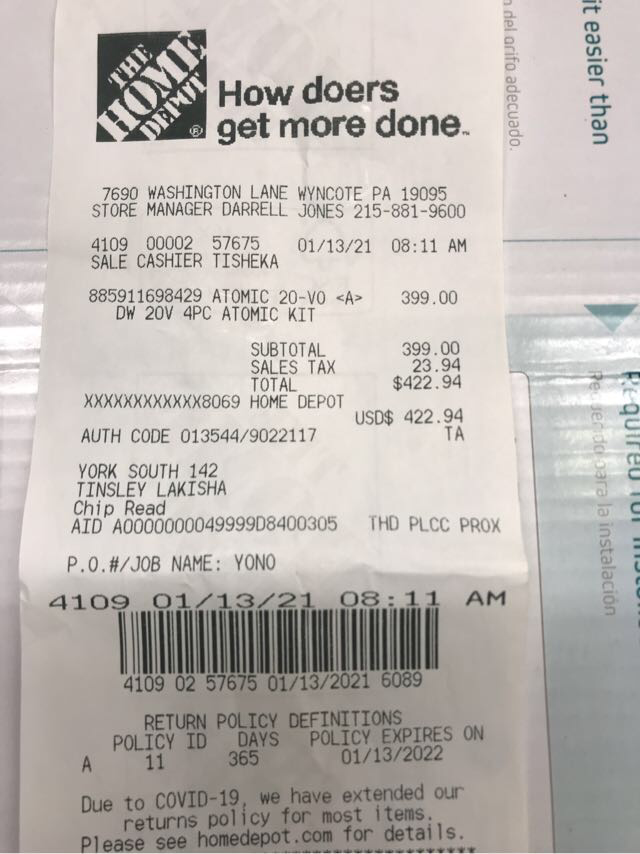 THE
HOME
DEPOT
®
How doers
get more done™
7690 WASHINGTON LANE WYNCOTE PA 19095
STORE MANAGER DARRELL JONES 215-881-9600
4109 00002 57675 01/13/21 08:11 AM
SALE CASHIER TISHEKA
885911698429 ATOMIC 20-VO <A> 399.00
DW 20V 4PC ATOMIC KIT
SUBTOTAL 399.00
SALES TAX 23.94
TOTAL $422.94
XXXXXXXXXXXX8069 HOME DEPOT
USD$ 422.94
AUTH CODE 013544/9022117 TA
YORK SOUTH 142
TINSLEY LAKISHA
Chip Read
AID A0000000049999D8400305 THD PLCC PROX
P.O.#/JOB NAME: YONO
4109 01/13/21 08:11 AM
4109 02 57675 01/13/2021 6089
RETURN POLICY DEFINITIONS
POLICY ID DAYS POLICY EXPIRES ON
A 11 365 01/13/2022
Due to COVID-19, we have extended our
returns policy for most items.
Please see homedepot.com for details.
it easier than
del orifo adecuado.
para la instalación